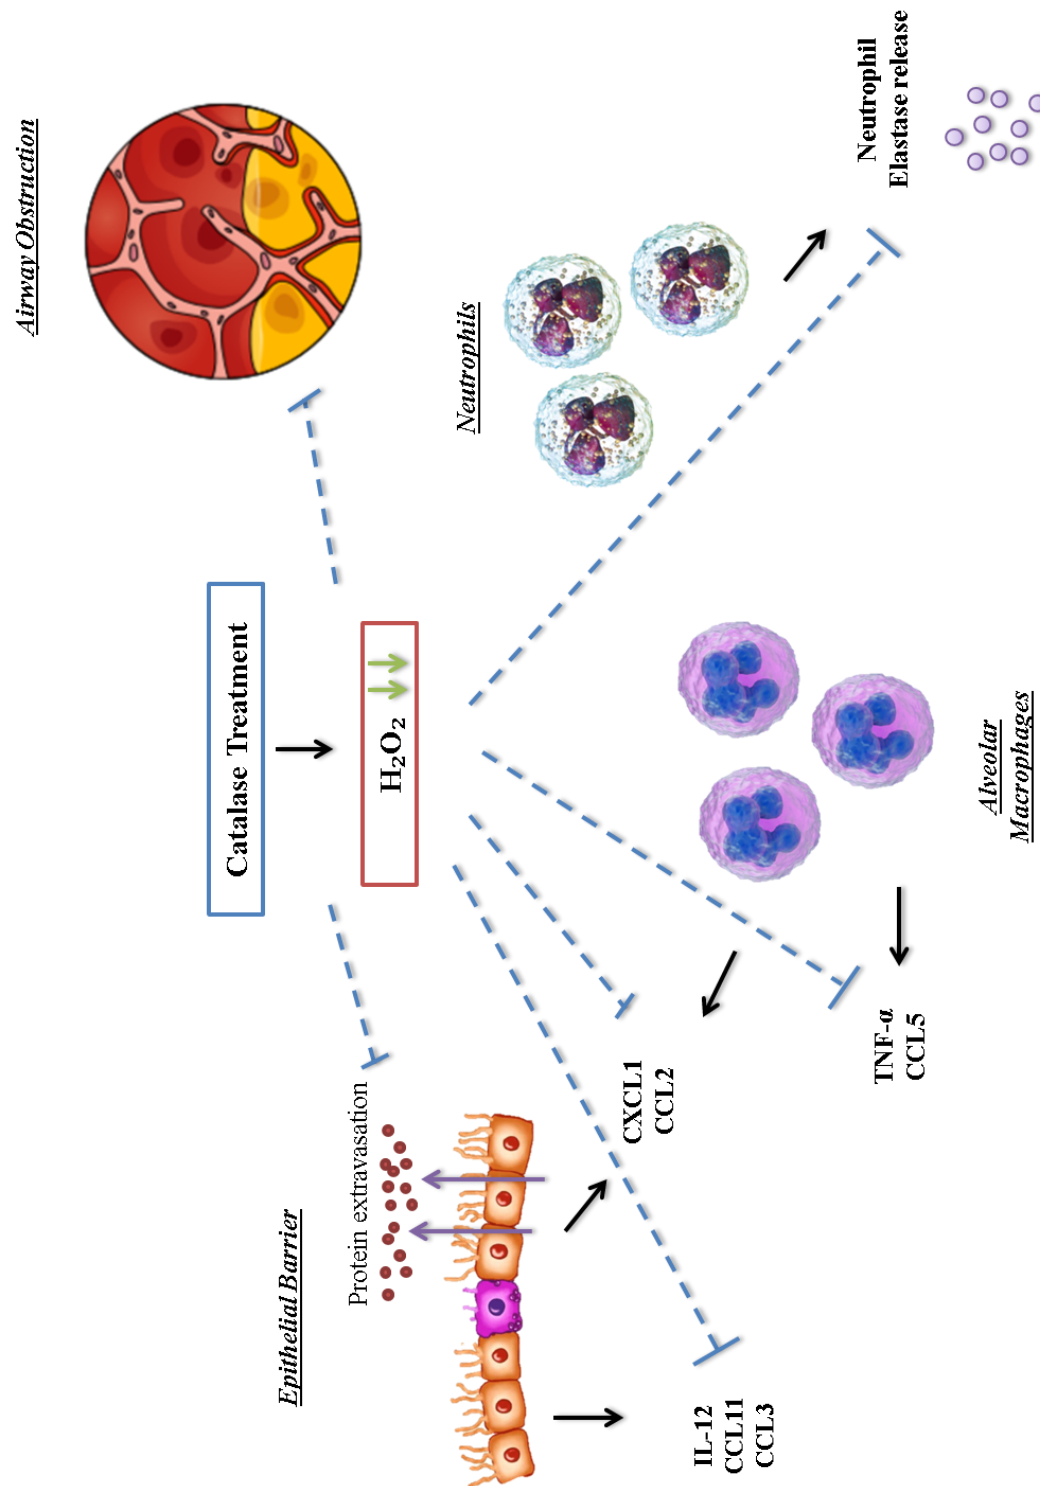 Catalase Treatment
H₂O₂
Epithelial Barrier
Protein extravasation
Airway Obstruction
Neutrophils
Neutrophil
Elastase release
IL-12
CCL11
CCL3
CXCL1
CCL2
TNF-α
CCL5
Alveolar
Macrophages